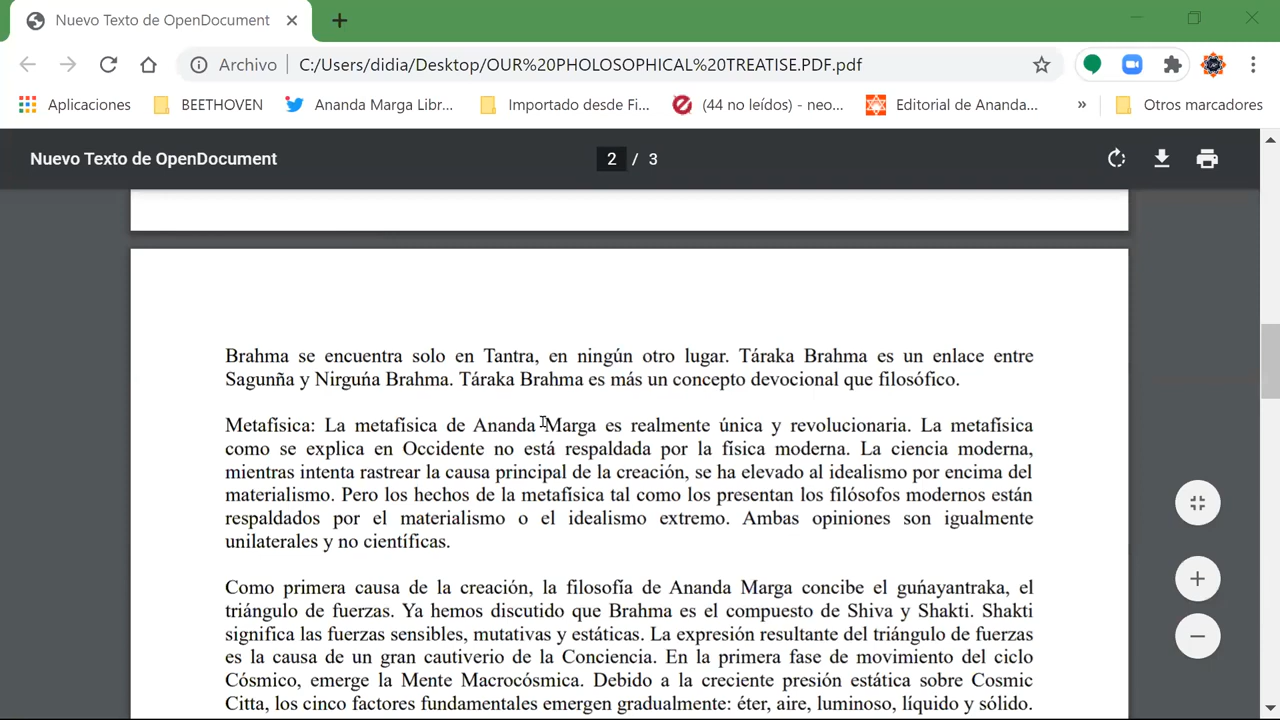 Nuevo Texto de OpenDocument
Archivo
C:/Users/didia/Desktop/OUR%20PHOLOSOPHICAL%20TREATISE.PDF.pdf
Aplicaciones
BEETHOVEN
Ananda Marga Libr...
Importado desde Fi...
(44 no leídos) - neo...
Editorial de Ananda...
»
Otros marcadores
Nuevo Texto de OpenDocument
2 / 3
Brahma se encuentra solo en Tantra, en ningún otro lugar. Táraka Brahma es un enlace entre
Sagunña y Nirguńa Brahma. Táraka Brahma es más un concepto devocional que filosófico.
Metafísica: La metafísica de Ananda Marga es realmente única y revolucionaria. La metafísica
como se explica en Occidente no está respaldada por la física moderna. La ciencia moderna,
mientras intenta rastrear la causa principal de la creación, se ha elevado al idealismo por encima del
materialismo. Pero los hechos de la metafísica tal como los presentan los filósofos modernos están
respaldados por el materialismo o el idealismo extremo. Ambas opiniones son igualmente
unilaterales y no científicas.
Como primera causa de la creación, la filosofía de Ananda Marga concibe el guńayantraka, el
triángulo de fuerzas. Ya hemos discutido que Brahma es el compuesto de Shiva y Shakti. Shakti
significa las fuerzas sensibles, mutativas y estáticas. La expresión resultante del triángulo de fuerzas
es la causa de un gran cautiverio de la Conciencia. En la primera fase de movimiento del ciclo
Cósmico, emerge la Mente Macrocósmica. Debido a la creciente presión estática sobre Cosmic
Citta, los cinco factores fundamentales emergen gradualmente: éter, aire, luminoso, líquido y sólido.